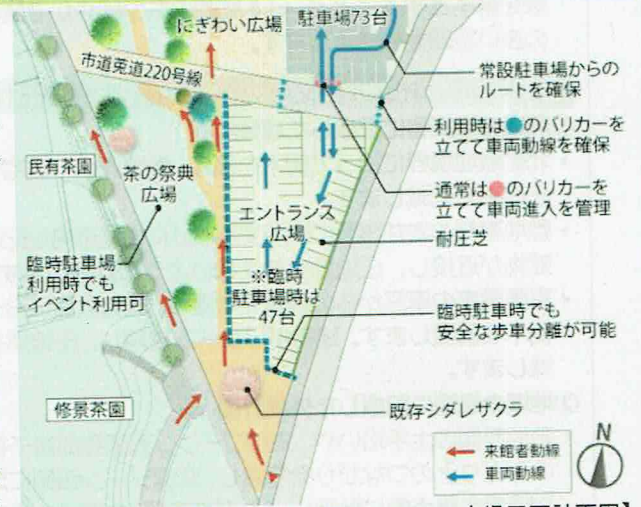 にぎわい広場
駐車場73台
市道莵道220号線
常設駐車場からの
ルートを確保
利用時は●のバリカーを
立てて車両動線を確保
民有茶園
茶の祭典
広場
通常は●のバリカーを
立てて車両進入を管理
エントランス
広場
耐圧芝
臨時駐車場
利用時でも
イベント利用可
※臨時
駐車場時は
47台
臨時駐車時でも
安全な歩車分離が可能
修景茶園
既存シダレザクラ
来館者動線
車両動線
N